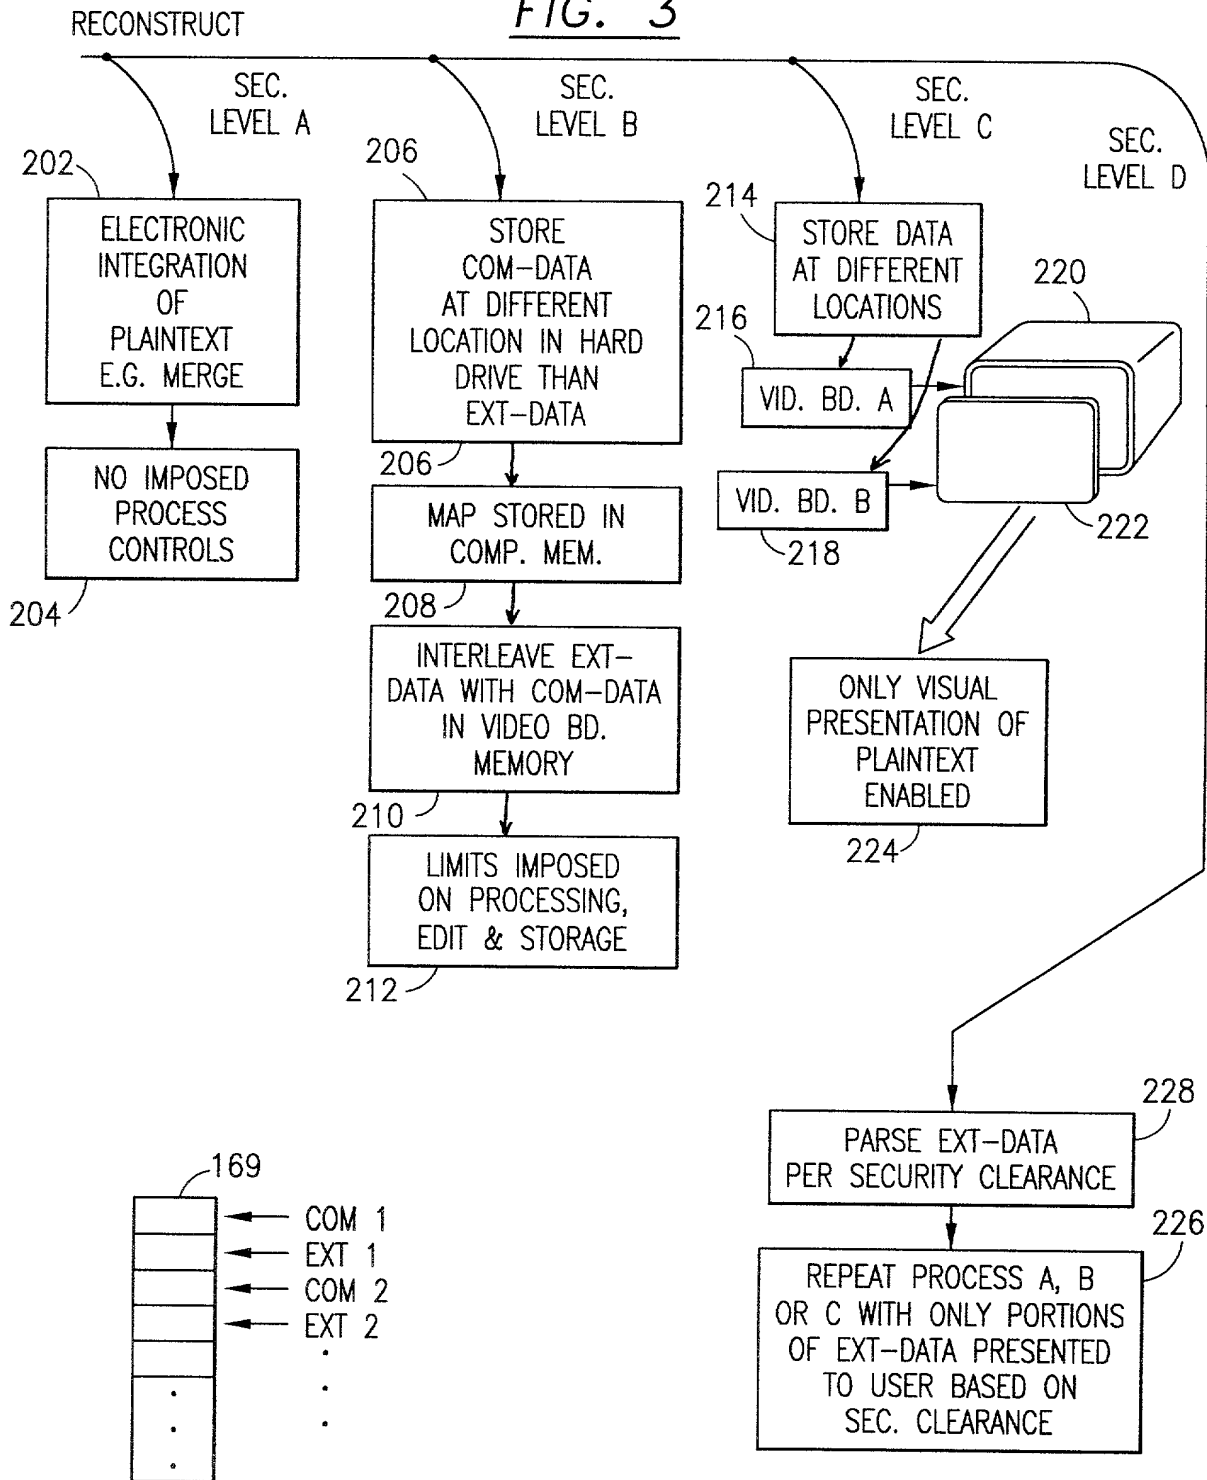 FIG. 3
RECONSTRUCT
SEC.
LEVEL A
SEC.
LEVEL B
SEC.
LEVEL C
SEC.
LEVEL D
202
ELECTRONIC
INTEGRATION
OF
PLAINTEXT
E.G. MERGE
NO IMPOSED
PROCESS
CONTROLS
204
206
STORE
COM-DATA
AT DIFFERENT
LOCATION IN HARD
DRIVE THAN
EXT-DATA
206
MAP STORED IN
COMP. MEM.
208
INTERLEAVE EXT-
DATA WITH COM-DATA
IN VIDEO BD.
MEMORY
210
LIMITS IMPOSED
ON PROCESSING,
EDIT & STORAGE
212
214
STORE DATA
AT DIFFERENT
LOCATIONS
216
VID. BD. A
VID. BD. B
218
220
222
ONLY VISUAL
PRESENTATION OF
PLAINTEXT
ENABLED
224
228
PARSE EXT-DATA
PER SECURITY CLEARANCE
226
REPEAT PROCESS A, B
OR C WITH ONLY PORTIONS
OF EXT-DATA PRESENTED
TO USER BASED ON
SEC. CLEARANCE
169
COM 1
EXT 1
COM 2
EXT 2